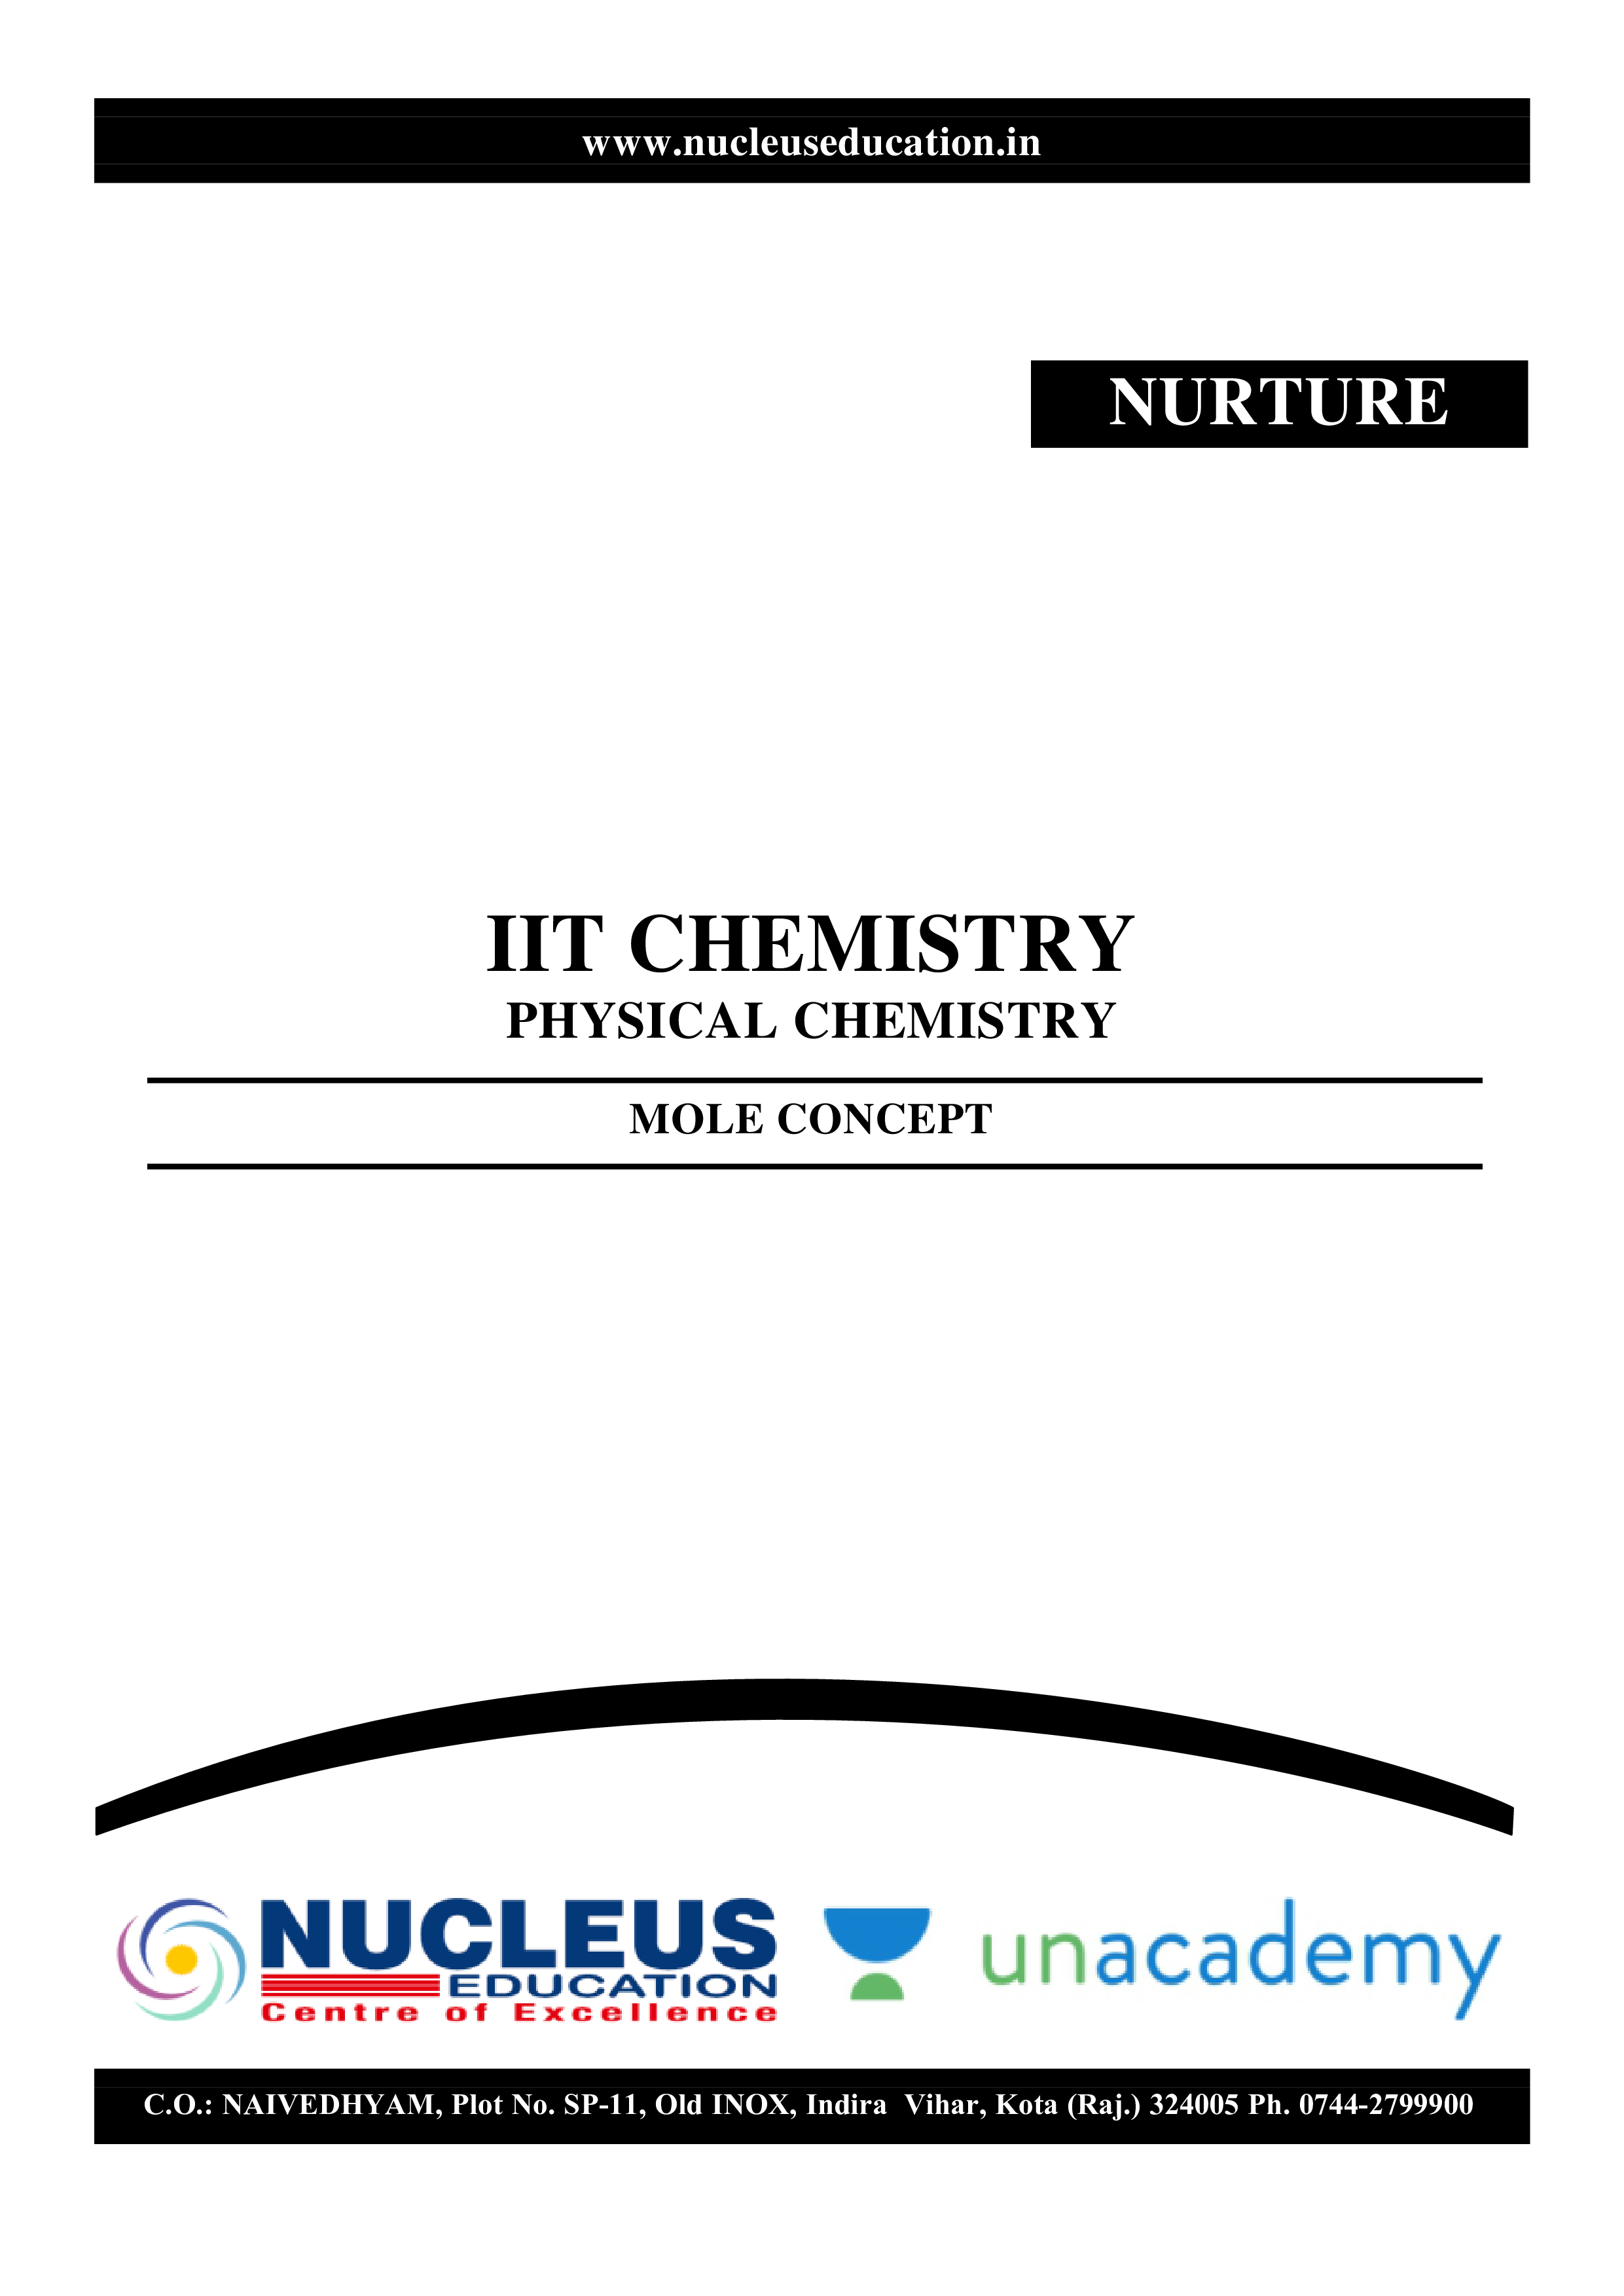 www.nucleuseducation.in
NURTURE
IIT CHEMISTRY
PHYSICAL CHEMISTRY
MOLE CONCEPT
NUCLEUS
EDUCATION
Centre of Excellence
unacademy
C.O.: NAIVEDHYAM, Plot No. SP-11, Old INOX, Indira Vihar, Kota (Raj.) 324005 Ph. 0744-2799900